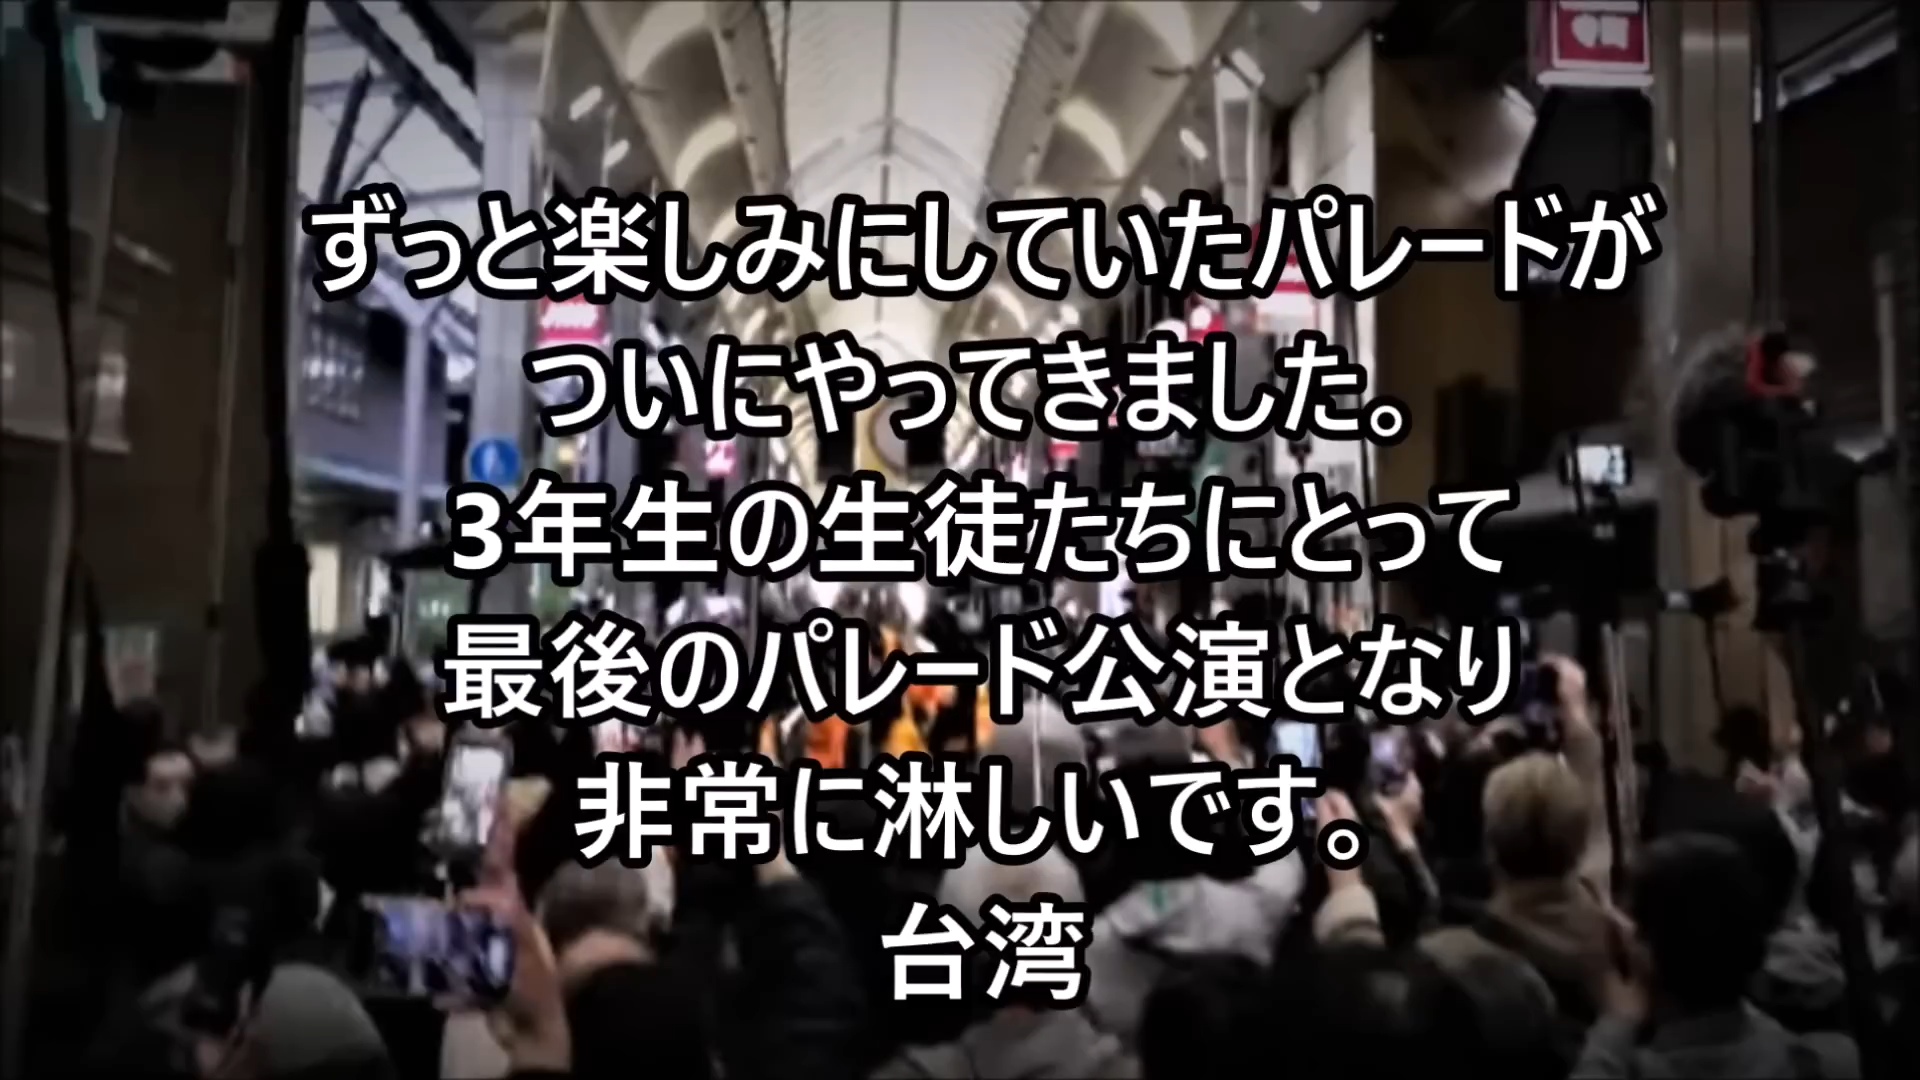 ずっと楽しみにしていたパレードが
ついにやってきました。
3年生の生徒たちにとって
最後のパレード公演となり
非常に淋しいです。
台湾